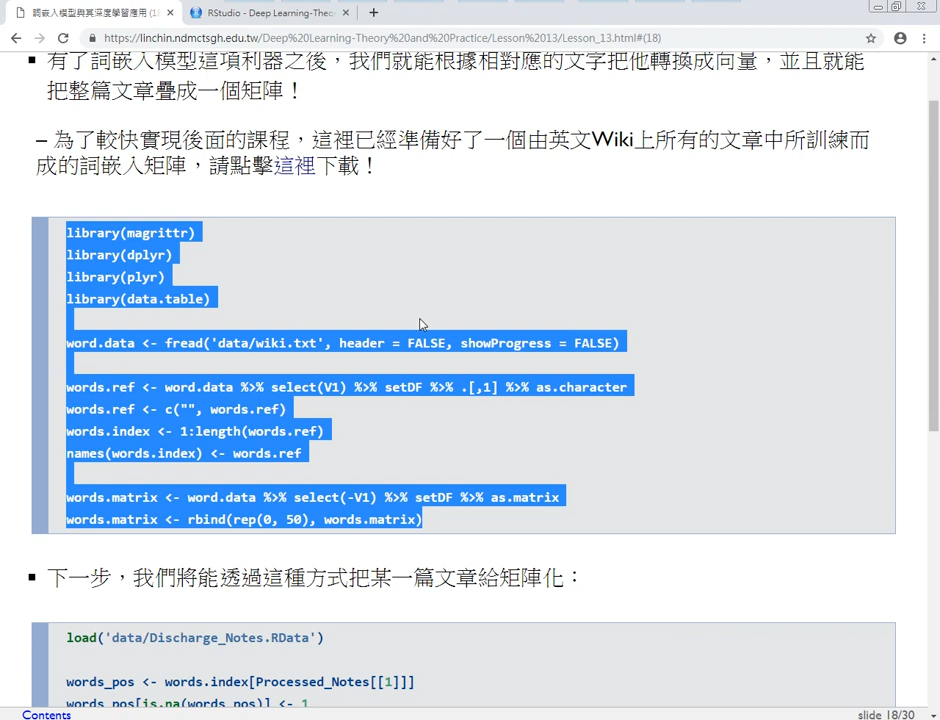 詞嵌入模型與其深度學習應用 (1
RStudio - Deep Learning-Theo
https://linchin.ndmctsgh.edu.tw/Deep%20Learning-Theory%20and%20Practice/Lesson%2013/Lesson_13.html#(18)
有了詞嵌入模型這項利器之後，我們就能根據相對應的文字把他轉換成向量，並且就能
把整篇文章疊成一個矩陣！
– 為了較快實現後面的課程，這裡已經準備好了一個由英文Wiki上所有的文章中所訓練而
成的詞嵌入矩陣，請點擊這裡下載！
library(magrittr)
library(dplyr)
library(plyr)
library(data.table)
word.data <- fread('data/wiki.txt', header = FALSE, showProgress = FALSE)
words.ref <- word.data %>% select(V1) %>% setDF %>% .[,1] %>% as.character
words.ref <- c("", words.ref)
words.index <- 1:length(words.ref)
names(words.index) <- words.ref
words.matrix <- word.data %>% select(-V1) %>% setDF %>% as.matrix
words.matrix <- rbind(rep(0, 50), words.matrix)
下一步，我們將能透過這種方式把某一篇文章給矩陣化：
load('data/Discharge_Notes.RData')
words_pos <- words.index[Processed_Notes[[1]]]
words_pos[is.na(words_pos)] <- 1
Contents
slide 18/30